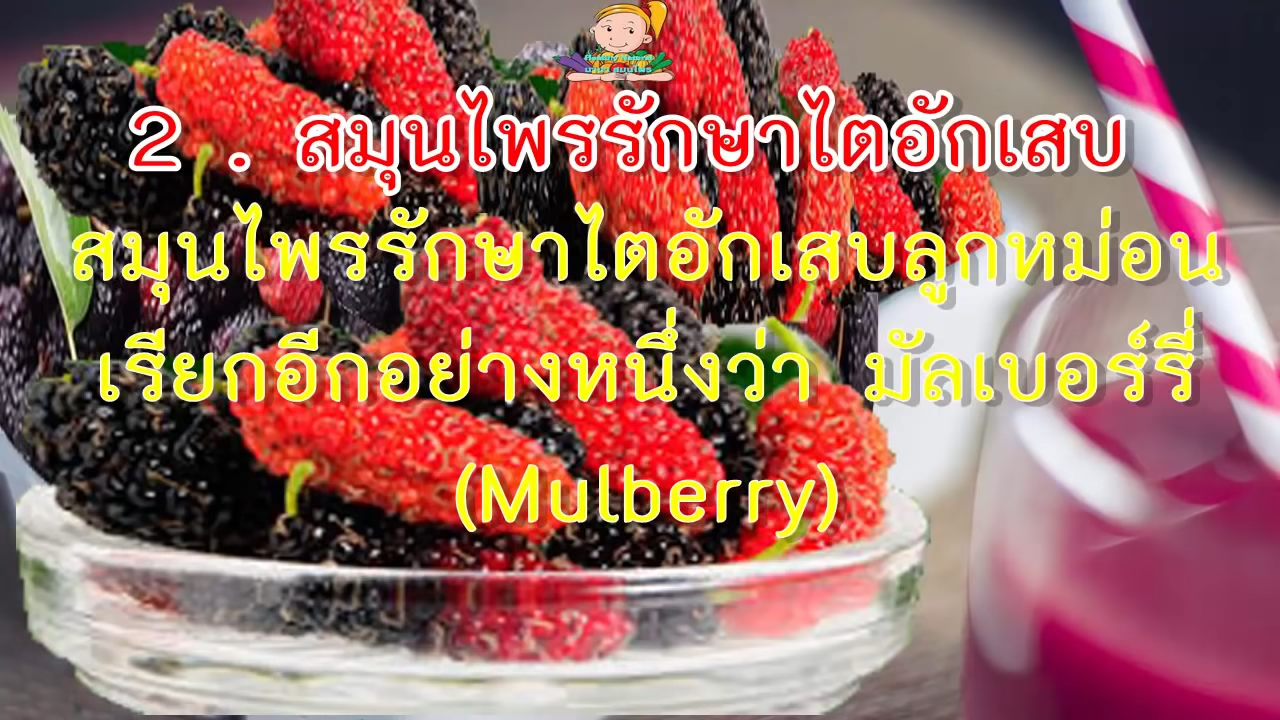 2 . สมุนไพรรักษาไตอักเสบ
สมุนไพรรักษาไตอักเสบลูกหม่อน
เรียกอีกอย่างหนึ่งว่า มัลเบอร์รี่
(Mulberry)